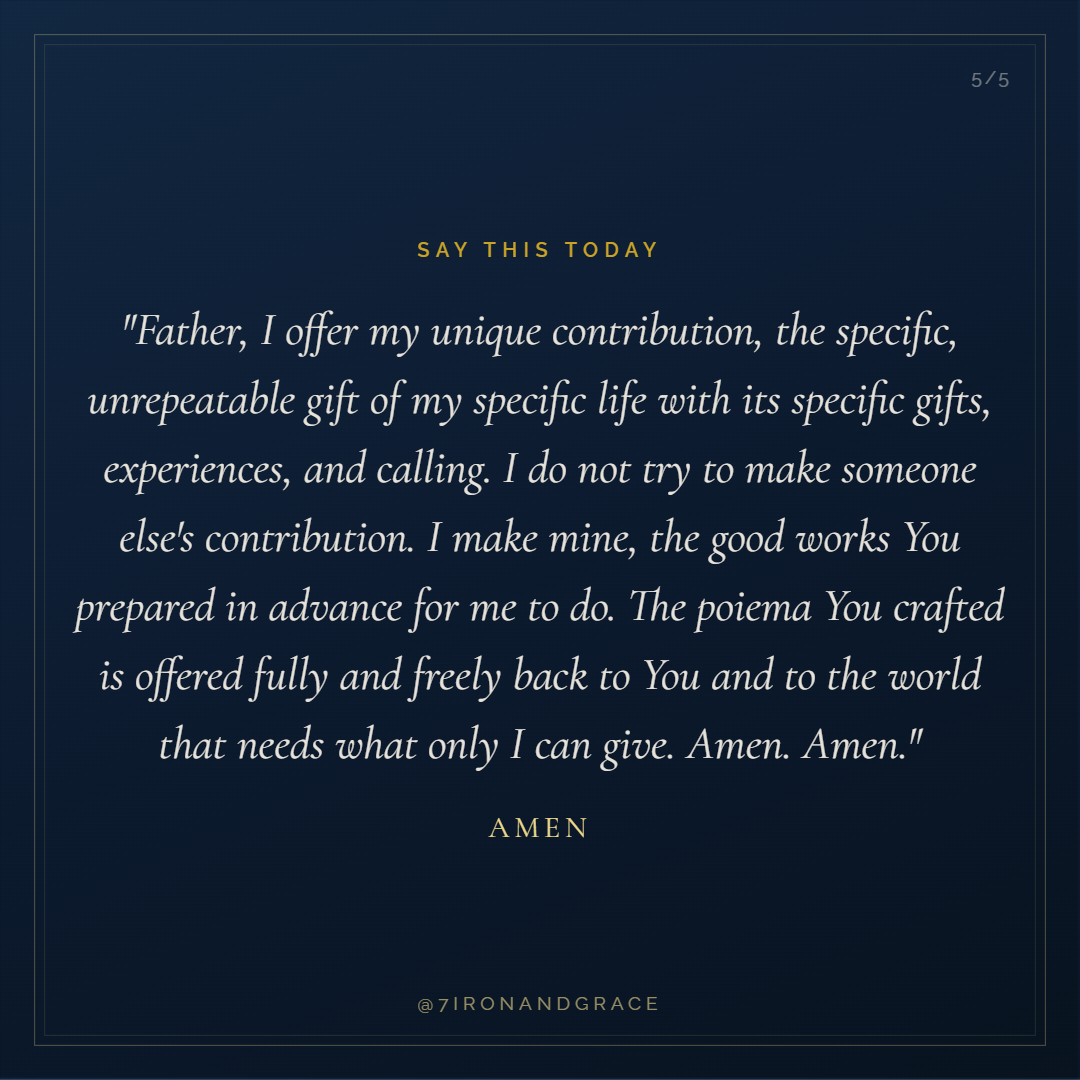 5/5
SAY THIS TODAY
"Father, I offer my unique contribution, the specific,
unrepeatable gift of my specific life with its specific gifts,
experiences, and calling. I do not try to make someone
else's contribution. I make mine, the good works You
prepared in advance for me to do. The poiema You crafted
is offered fully and freely back to You and to the world
that needs what only I can give. Amen. Amen."
AMEN
@7IRONANDGRACE